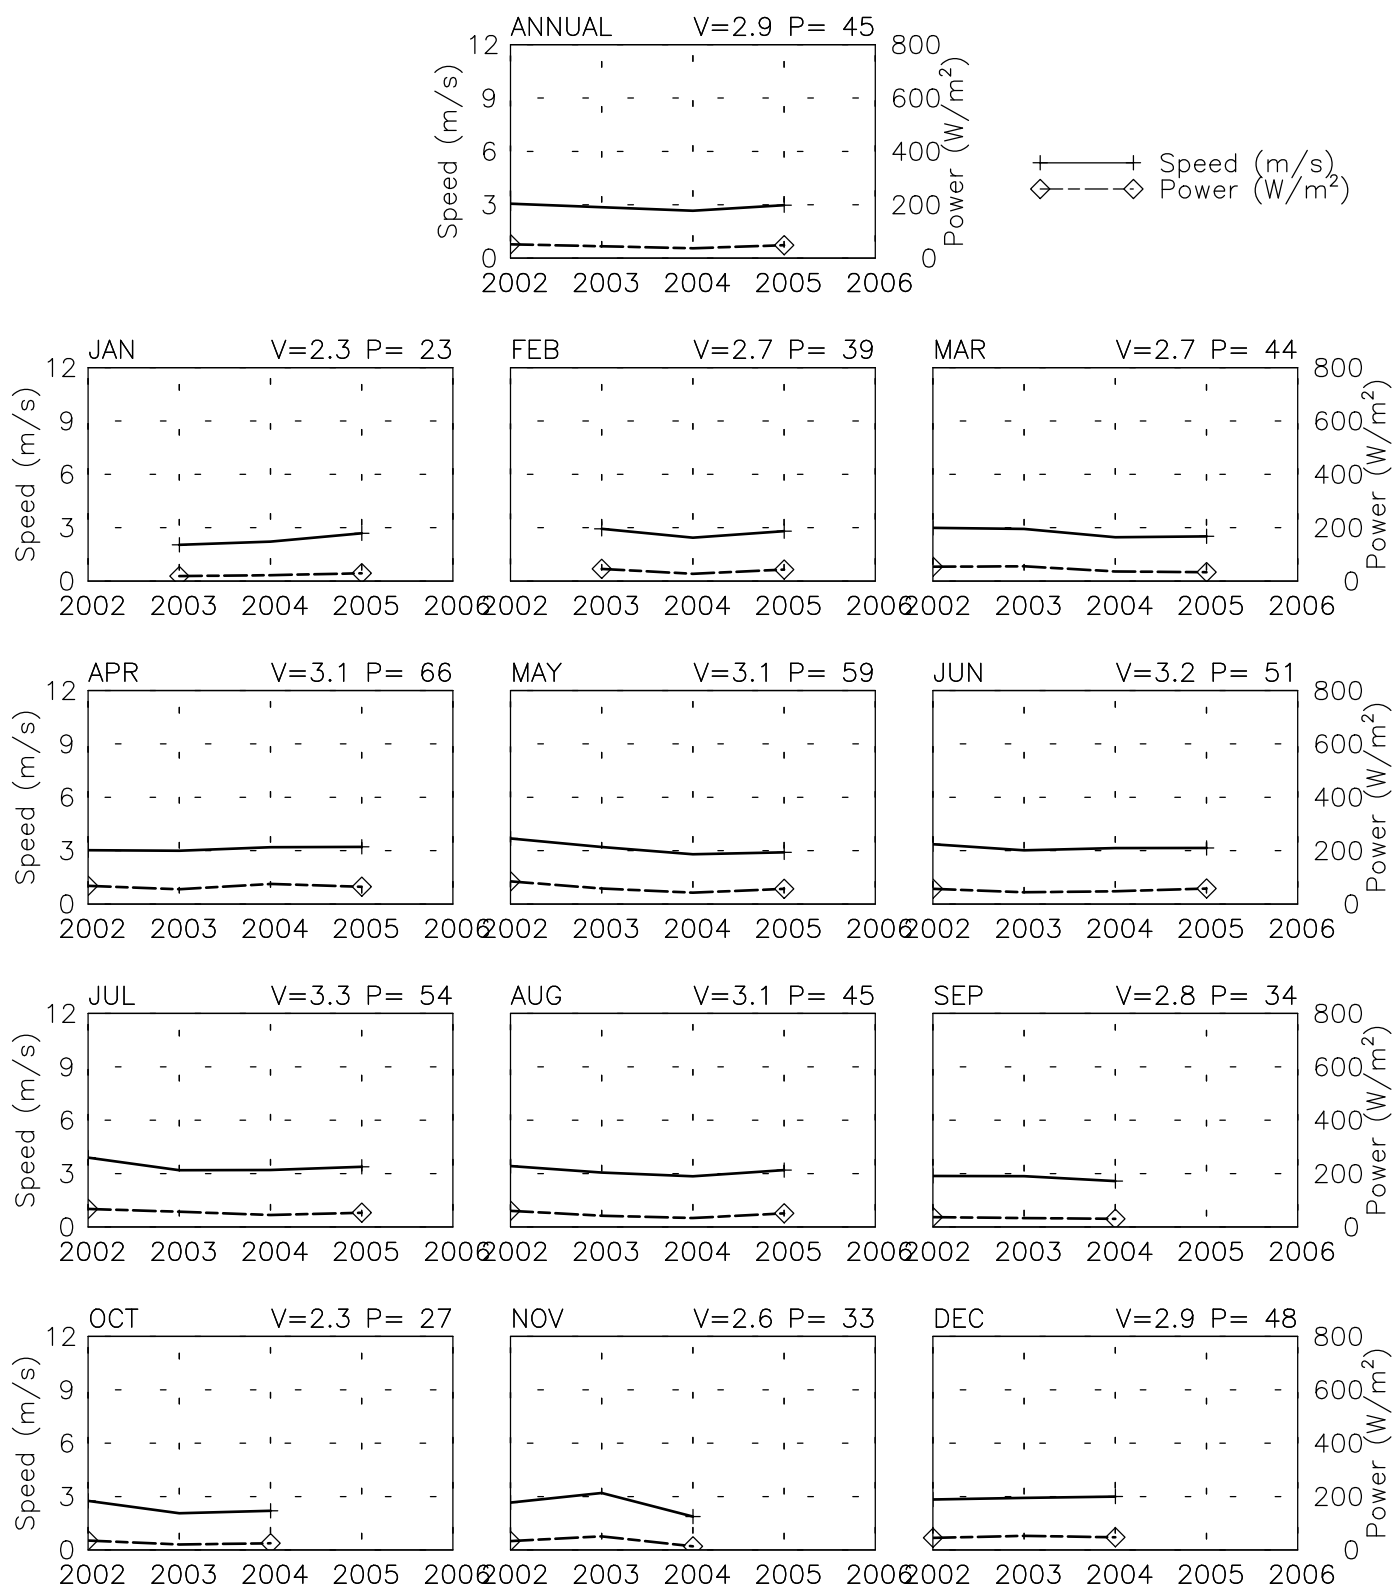 ANNUAL V=2.9 P= 45
12 800
9 600
6 400
3 200
0 0
Speed (m/s)
Power (W/m²)
2002 2003 2004 2005 2006
Speed (m/s)
Power (W/m²)
JAN V=2.3 P= 23 FEB V=2.7 P= 39 MAR V=2.7 P= 44
12 800
9 600
6 400
3 200
0 0
Speed (m/s)
Power (W/m²)
2002 2003 2004 2005 2006 2002 2003 2004 2005 2006 2002 2003 2004 2005 2006
APR V=3.1 P= 66 MAY V=3.1 P= 59 JUN V=3.2 P= 51
12 800
9 600
6 400
3 200
0 0
Speed (m/s)
Power (W/m²)
2002 2003 2004 2005 2006 2002 2003 2004 2005 2006 2002 2003 2004 2005 2006
JUL V=3.3 P= 54 AUG V=3.1 P= 45 SEP V=2.8 P= 34
12 800
9 600
6 400
3 200
0 0
Speed (m/s)
Power (W/m²)
2002 2003 2004 2005 2006 2002 2003 2004 2005 2006 2002 2003 2004 2005 2006
OCT V=2.3 P= 27 NOV V=2.6 P= 33 DEC V=2.9 P= 48
12 800
9 600
6 400
3 200
0 0
Speed (m/s)
Power (W/m²)
2002 2003 2004 2005 2006 2002 2003 2004 2005 2006 2002 2003 2004 2005 2006